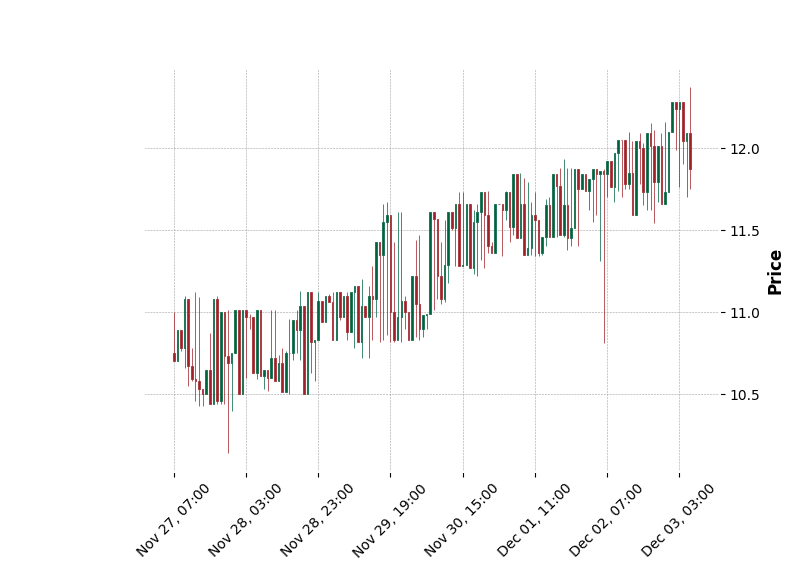 12.0
11.5
11.0
10.5
Price
Nov 27, 07:00
Nov 28, 03:00
Nov 28, 23:00
Nov 29, 19:00
Nov 30, 15:00
Dec 01, 11:00
Dec 02, 07:00
Dec 03, 03:00